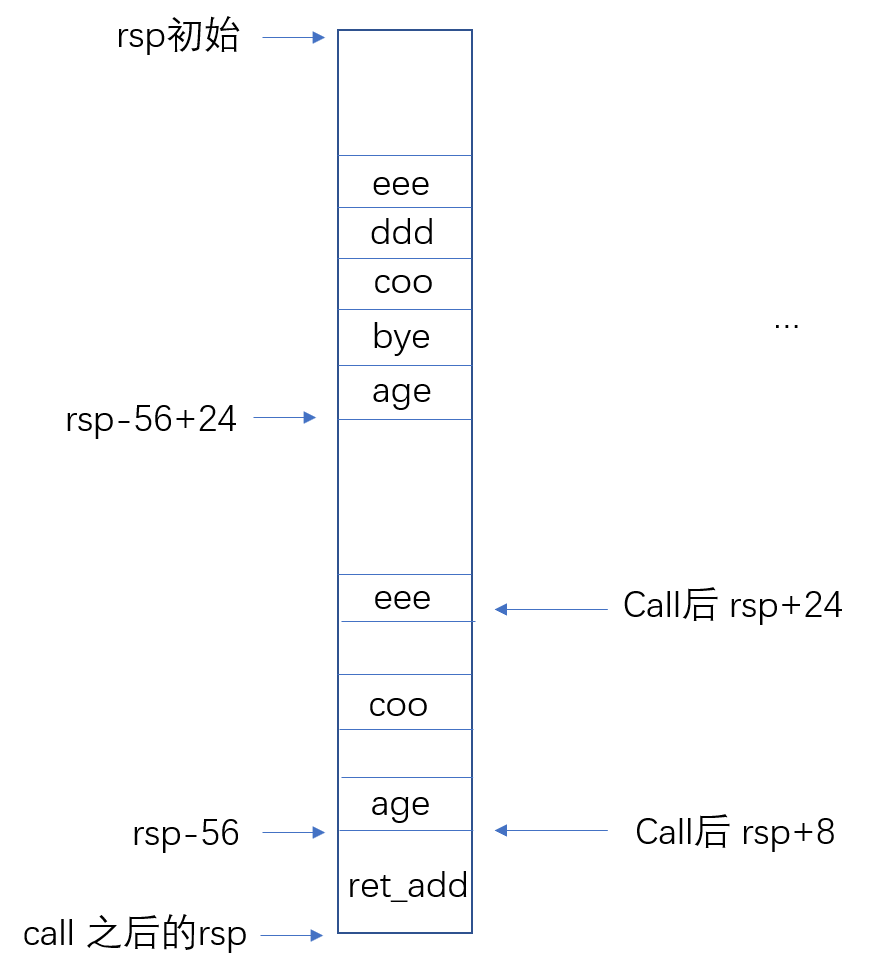 rsp初始
eee
ddd
coo
bye
...
age
rsp-56+24
eee
Call后 rsp+24
coo
age
rsp-56
Call后 rsp+8
ret_add
call 之后的rsp